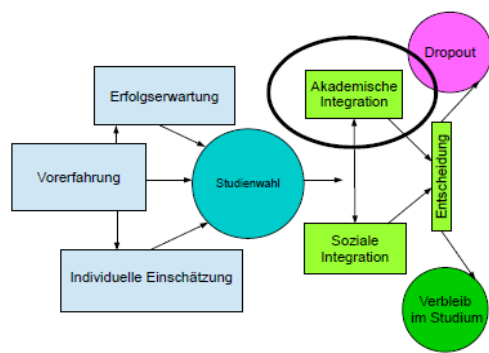 Dropout
Akademische
Integration
Erfolgserwartung
Vorerfahrung
Studienwahl
Entscheidung
Soziale
Integration
Individuelle Einschätzung
Verbleib
im Studium